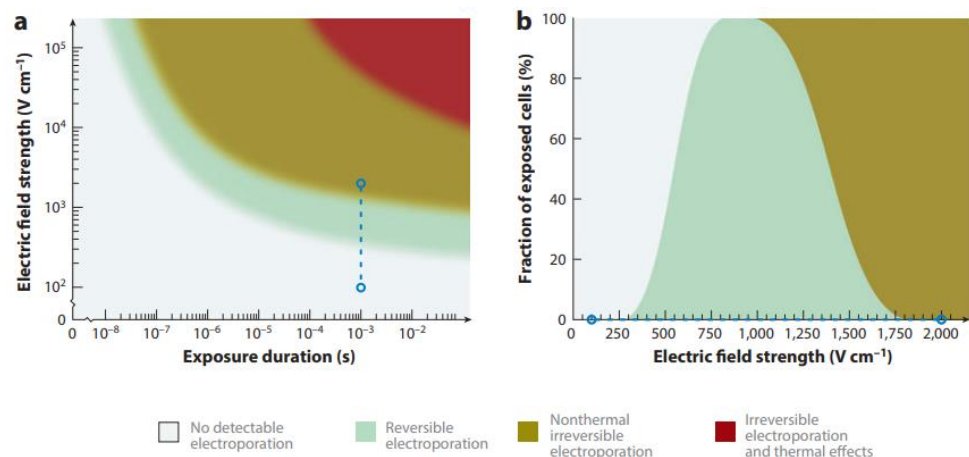 a
Electric field strength (V cm⁻¹)
10⁵
10⁴
10³
10²
0
0 10⁻⁸ 10⁻⁷ 10⁻⁶ 10⁻⁵ 10⁻⁴ 10⁻³ 10⁻²
Exposure duration (s)
b
Fraction of exposed cells (%)
100
80
60
40
20
0
0 250 500 750 1,000 1,250 1,500 1,750 2,000
Electric field strength (V cm⁻¹)
No detectable
electroporation
Reversible
electroporation
Nonthermal
irreversible
electroporation
Irreversible
electroporation
and thermal effects